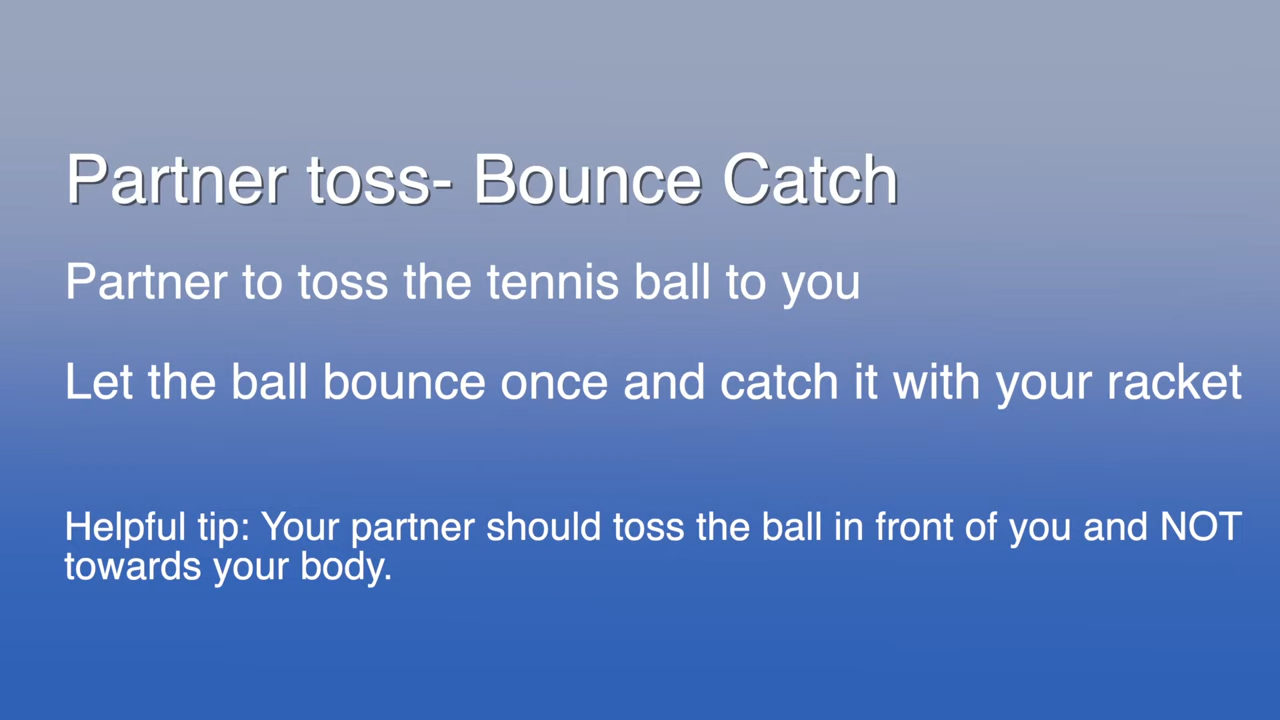 Partner toss- Bounce Catch
Partner to toss the tennis ball to you
Let the ball bounce once and catch it with your racket
Helpful tip: Your partner should toss the ball in front of you and NOT
towards your body.